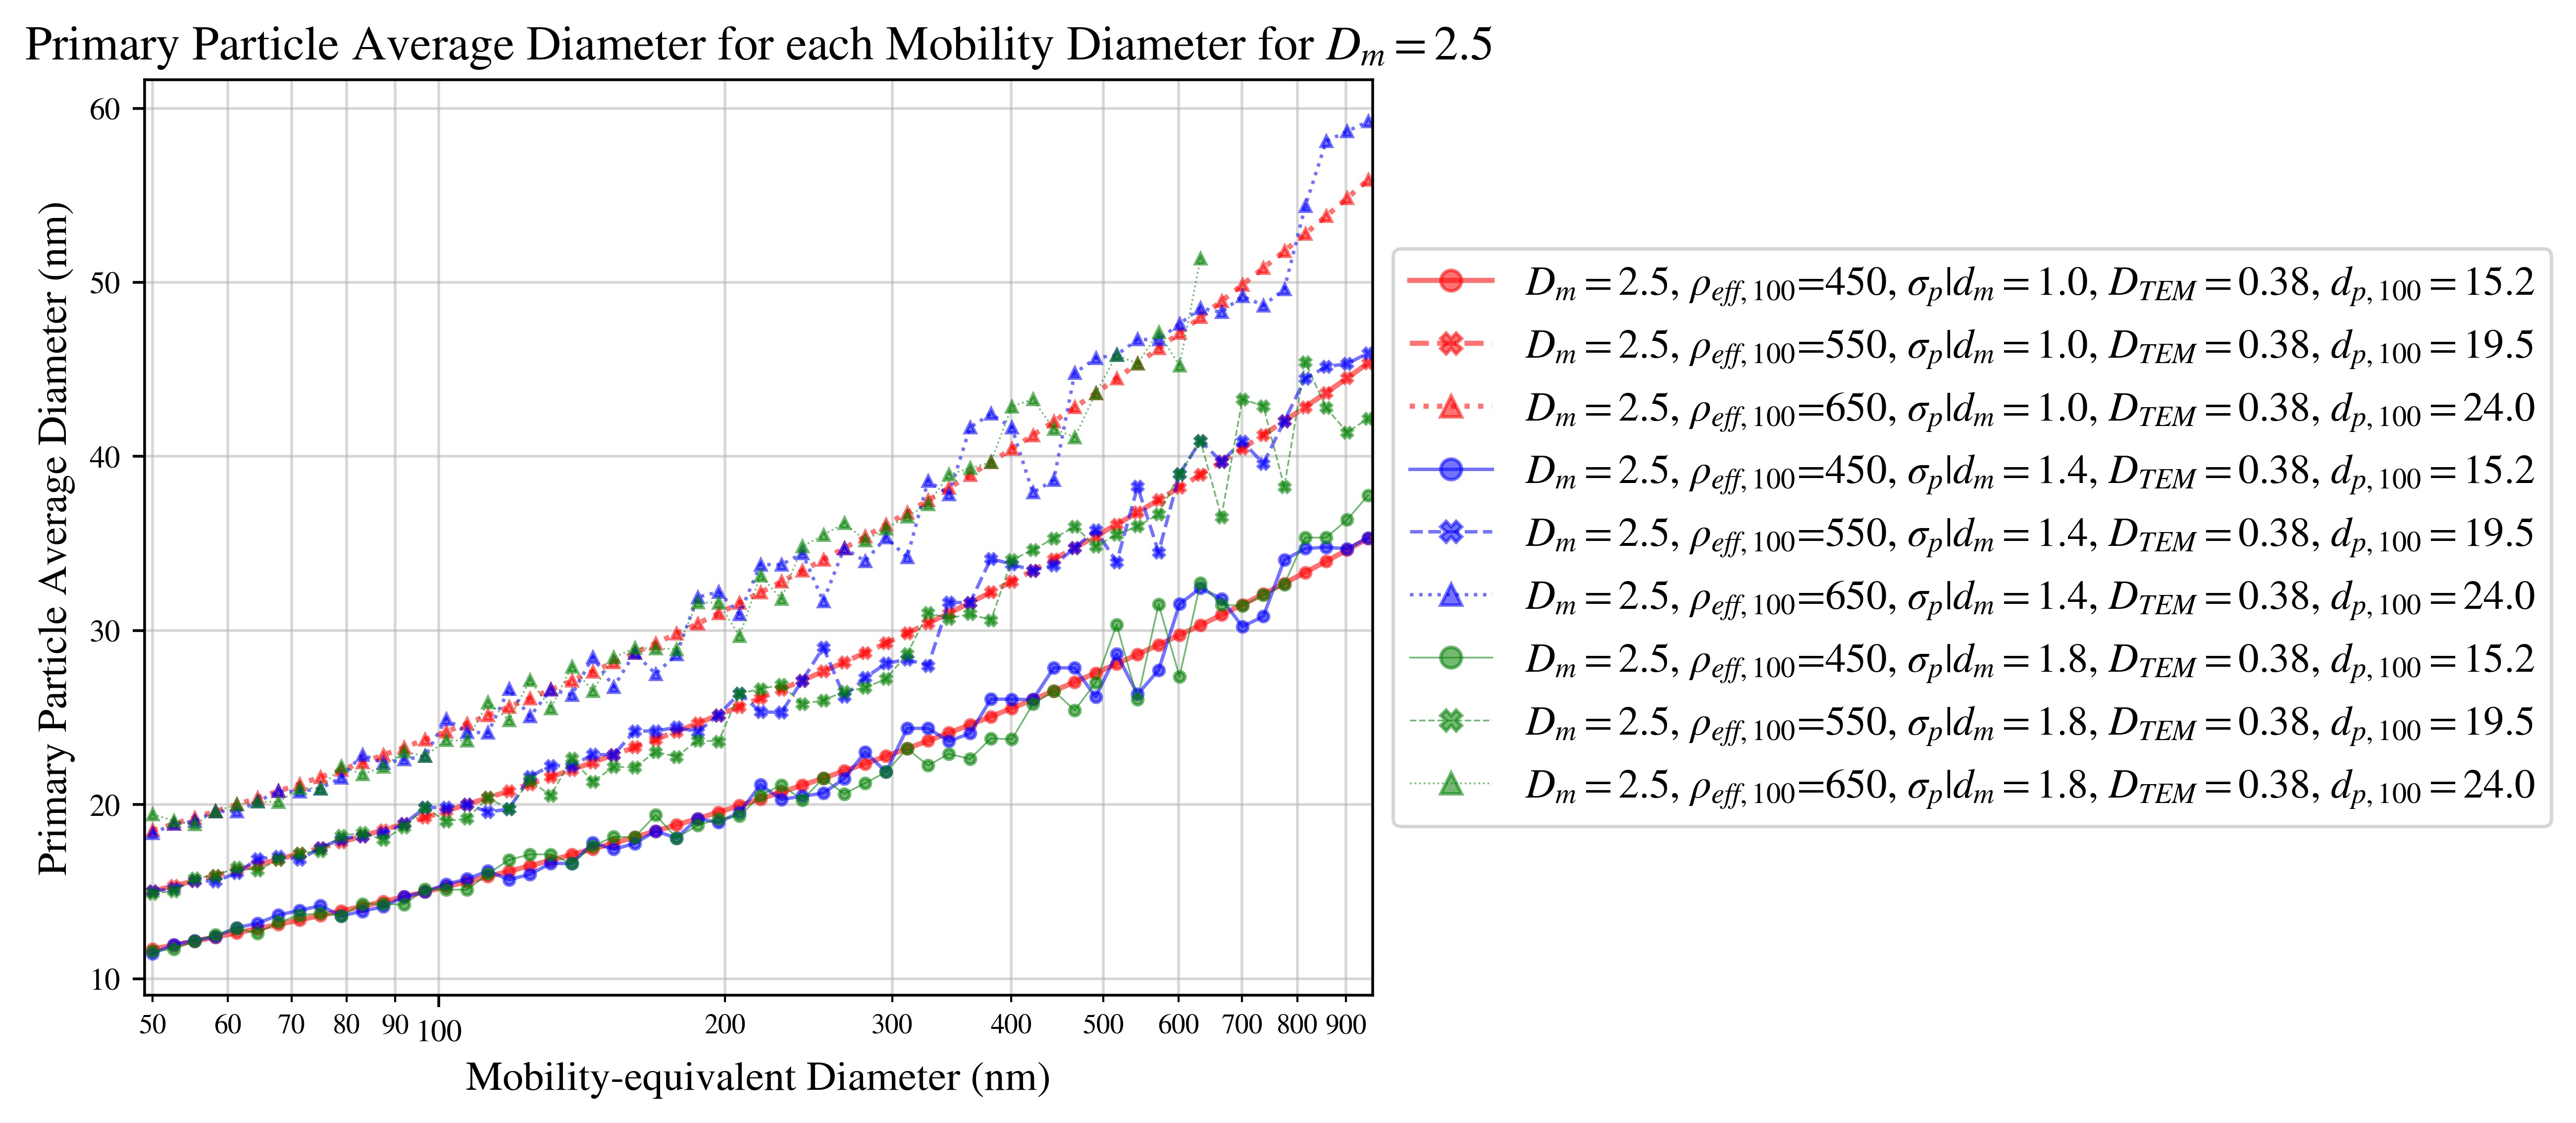 Primary Particle Average Diameter for each Mobility Diameter for Dₘ = 2.5
60
50
40
30
20
10
Primary Particle Average Diameter (nm)
50 60 70 80 90 100 200 300 400 500 600 700 800 900
Mobility-equivalent Diameter (nm)
D_m = 2.5, ρ_eff,100=450, σ_p|d_m = 1.0, D_TEM = 0.38, d_p,100 = 15.2
D_m = 2.5, ρ_eff,100=550, σ_p|d_m = 1.0, D_TEM = 0.38, d_p,100 = 19.5
D_m = 2.5, ρ_eff,100=650, σ_p|d_m = 1.0, D_TEM = 0.38, d_p,100 = 24.0
D_m = 2.5, ρ_eff,100=450, σ_p|d_m = 1.4, D_TEM = 0.38, d_p,100 = 15.2
D_m = 2.5, ρ_eff,100=550, σ_p|d_m = 1.4, D_TEM = 0.38, d_p,100 = 19.5
D_m = 2.5, ρ_eff,100=650, σ_p|d_m = 1.4, D_TEM = 0.38, d_p,100 = 24.0
D_m = 2.5, ρ_eff,100=450, σ_p|d_m = 1.8, D_TEM = 0.38, d_p,100 = 15.2
D_m = 2.5, ρ_eff,100=550, σ_p|d_m = 1.8, D_TEM = 0.38, d_p,100 = 19.5
D_m = 2.5, ρ_eff,100=650, σ_p|d_m = 1.8, D_TEM = 0.38, d_p,100 = 24.0